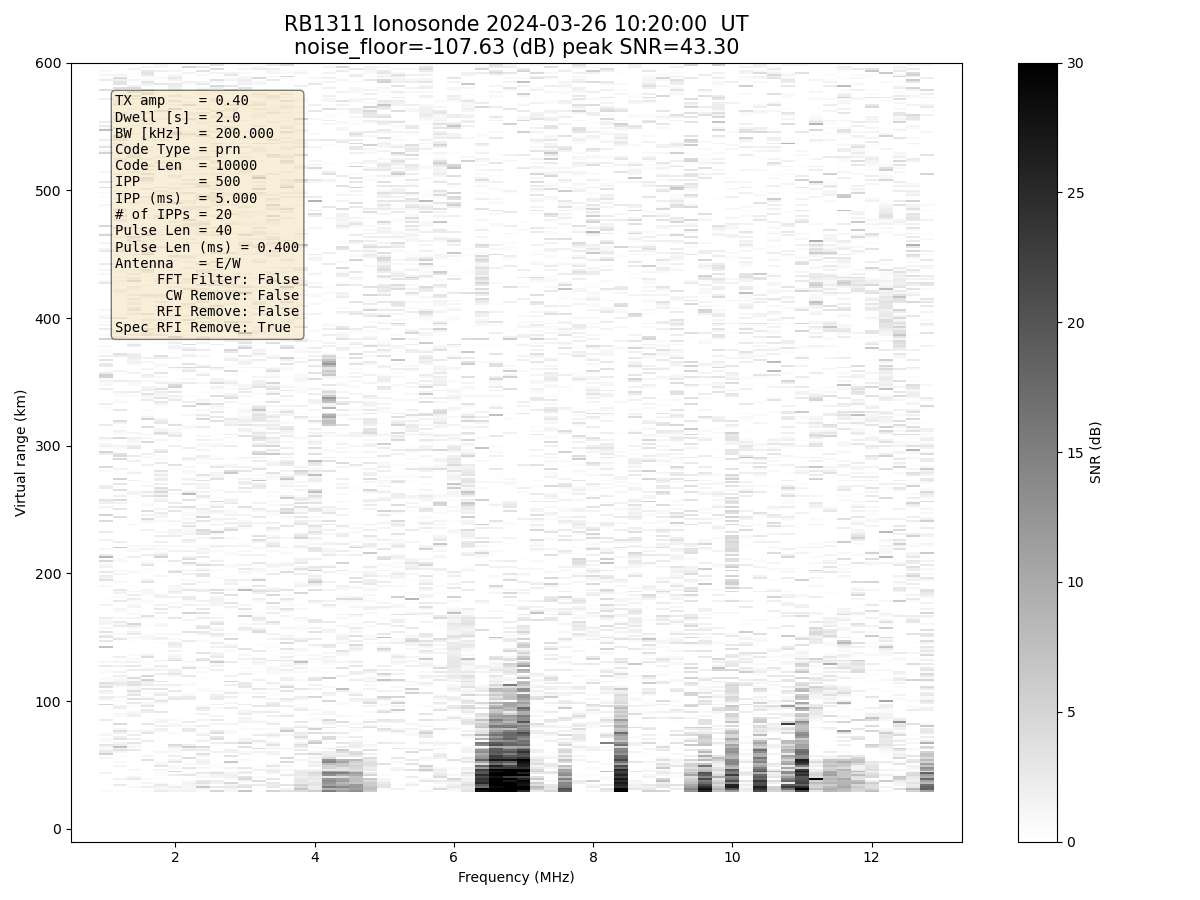 RB1311 Ionosonde 2024-03-26 10:20:00  UT
noise_floor=-107.63 (dB) peak SNR=43.30
600
500
400
300
200
100
0
Virtual range (km)
TX amp    = 0.40
Dwell [s] = 2.0
BW [kHz]  = 200.000
Code Type = prn
Code Len  = 10000
IPP       = 500
IPP (ms)  = 5.000
# of IPPs = 20
Pulse Len = 40
Pulse Len (ms) = 0.400
Antenna   = E/W
FFT Filter: False
CW Remove: False
RFI Remove: False
Spec RFI Remove: True
2 4 6 8 10 12
Frequency (MHz)
30
25
20
15
10
5
0
SNR (dB)